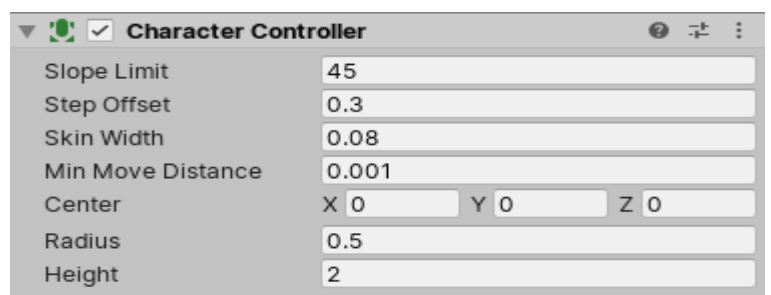 Character Controller
Slope Limit 45
Step Offset 0.3
Skin Width 0.08
Min Move Distance 0.001
Center X 0 Y 0 Z 0
Radius 0.5
Height 2